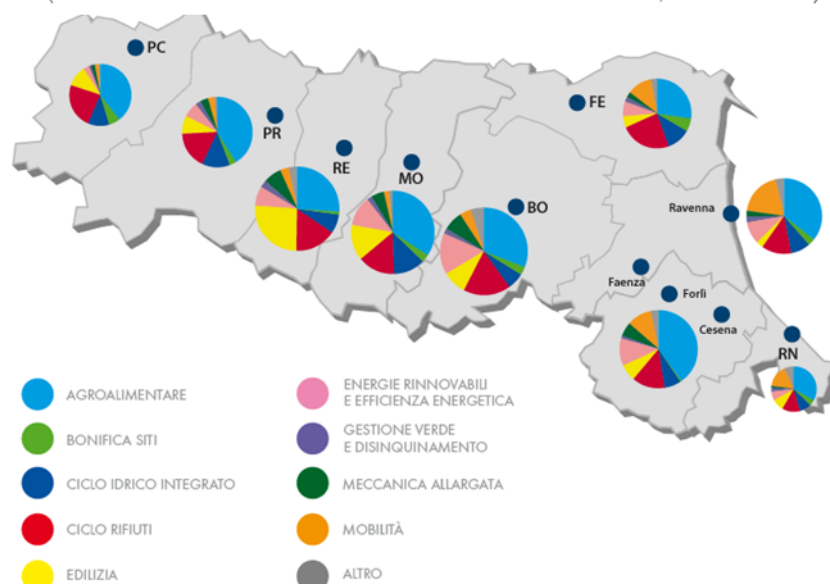 PC
PR
RE
MO
BO
FE
Ravenna
Faenza
Forlì
Cesena
RN
AGROALIMENTARE
BONIFICA SITI
CICLO IDRICO INTEGRATO
CICLO RIFIUTI
EDILIZIA
ENERGIE RINNOVABILI
E EFFICIENZA ENERGETICA
GESTIONE VERDE
E DISINQUINAMENTO
MECCANICA ALLARGATA
MOBILITÀ
ALTRO